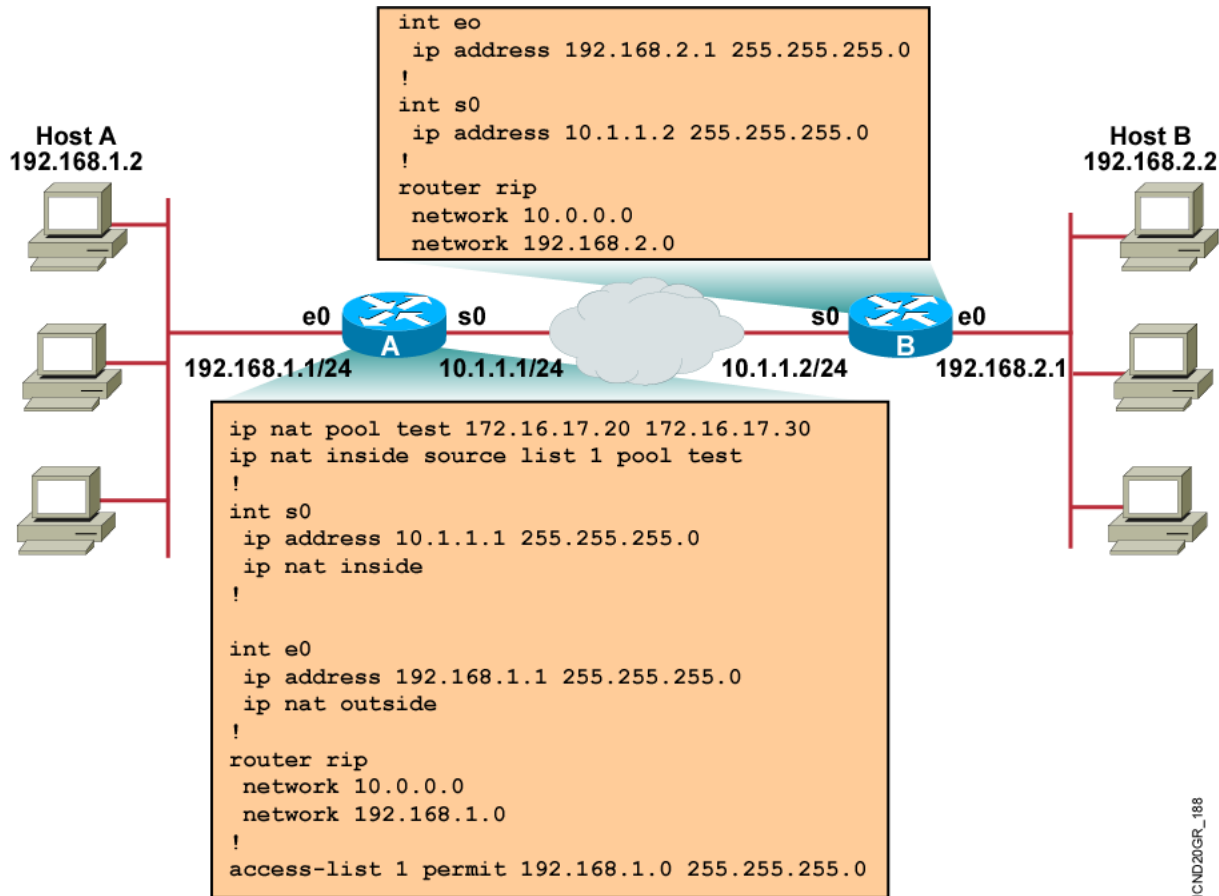 int eo
ip address 192.168.2.1 255.255.255.0
!
int s0
ip address 10.1.1.2 255.255.255.0
!
router rip
network 10.0.0.0
network 192.168.2.0
Host A
192.168.1.2
Host B
192.168.2.2
e0
A
s0
s0
B
e0
192.168.1.1/24
10.1.1.1/24
10.1.1.2/24
192.168.2.1
ip nat pool test 172.16.17.20 172.16.17.30
ip nat inside source list 1 pool test
!
int s0
ip address 10.1.1.1 255.255.255.0
ip nat inside
!
int e0
ip address 192.168.1.1 255.255.255.0
ip nat outside
!
router rip
network 10.0.0.0
network 192.168.1.0
!
access-list 1 permit 192.168.1.0 255.255.255.0
ICND20GR_188